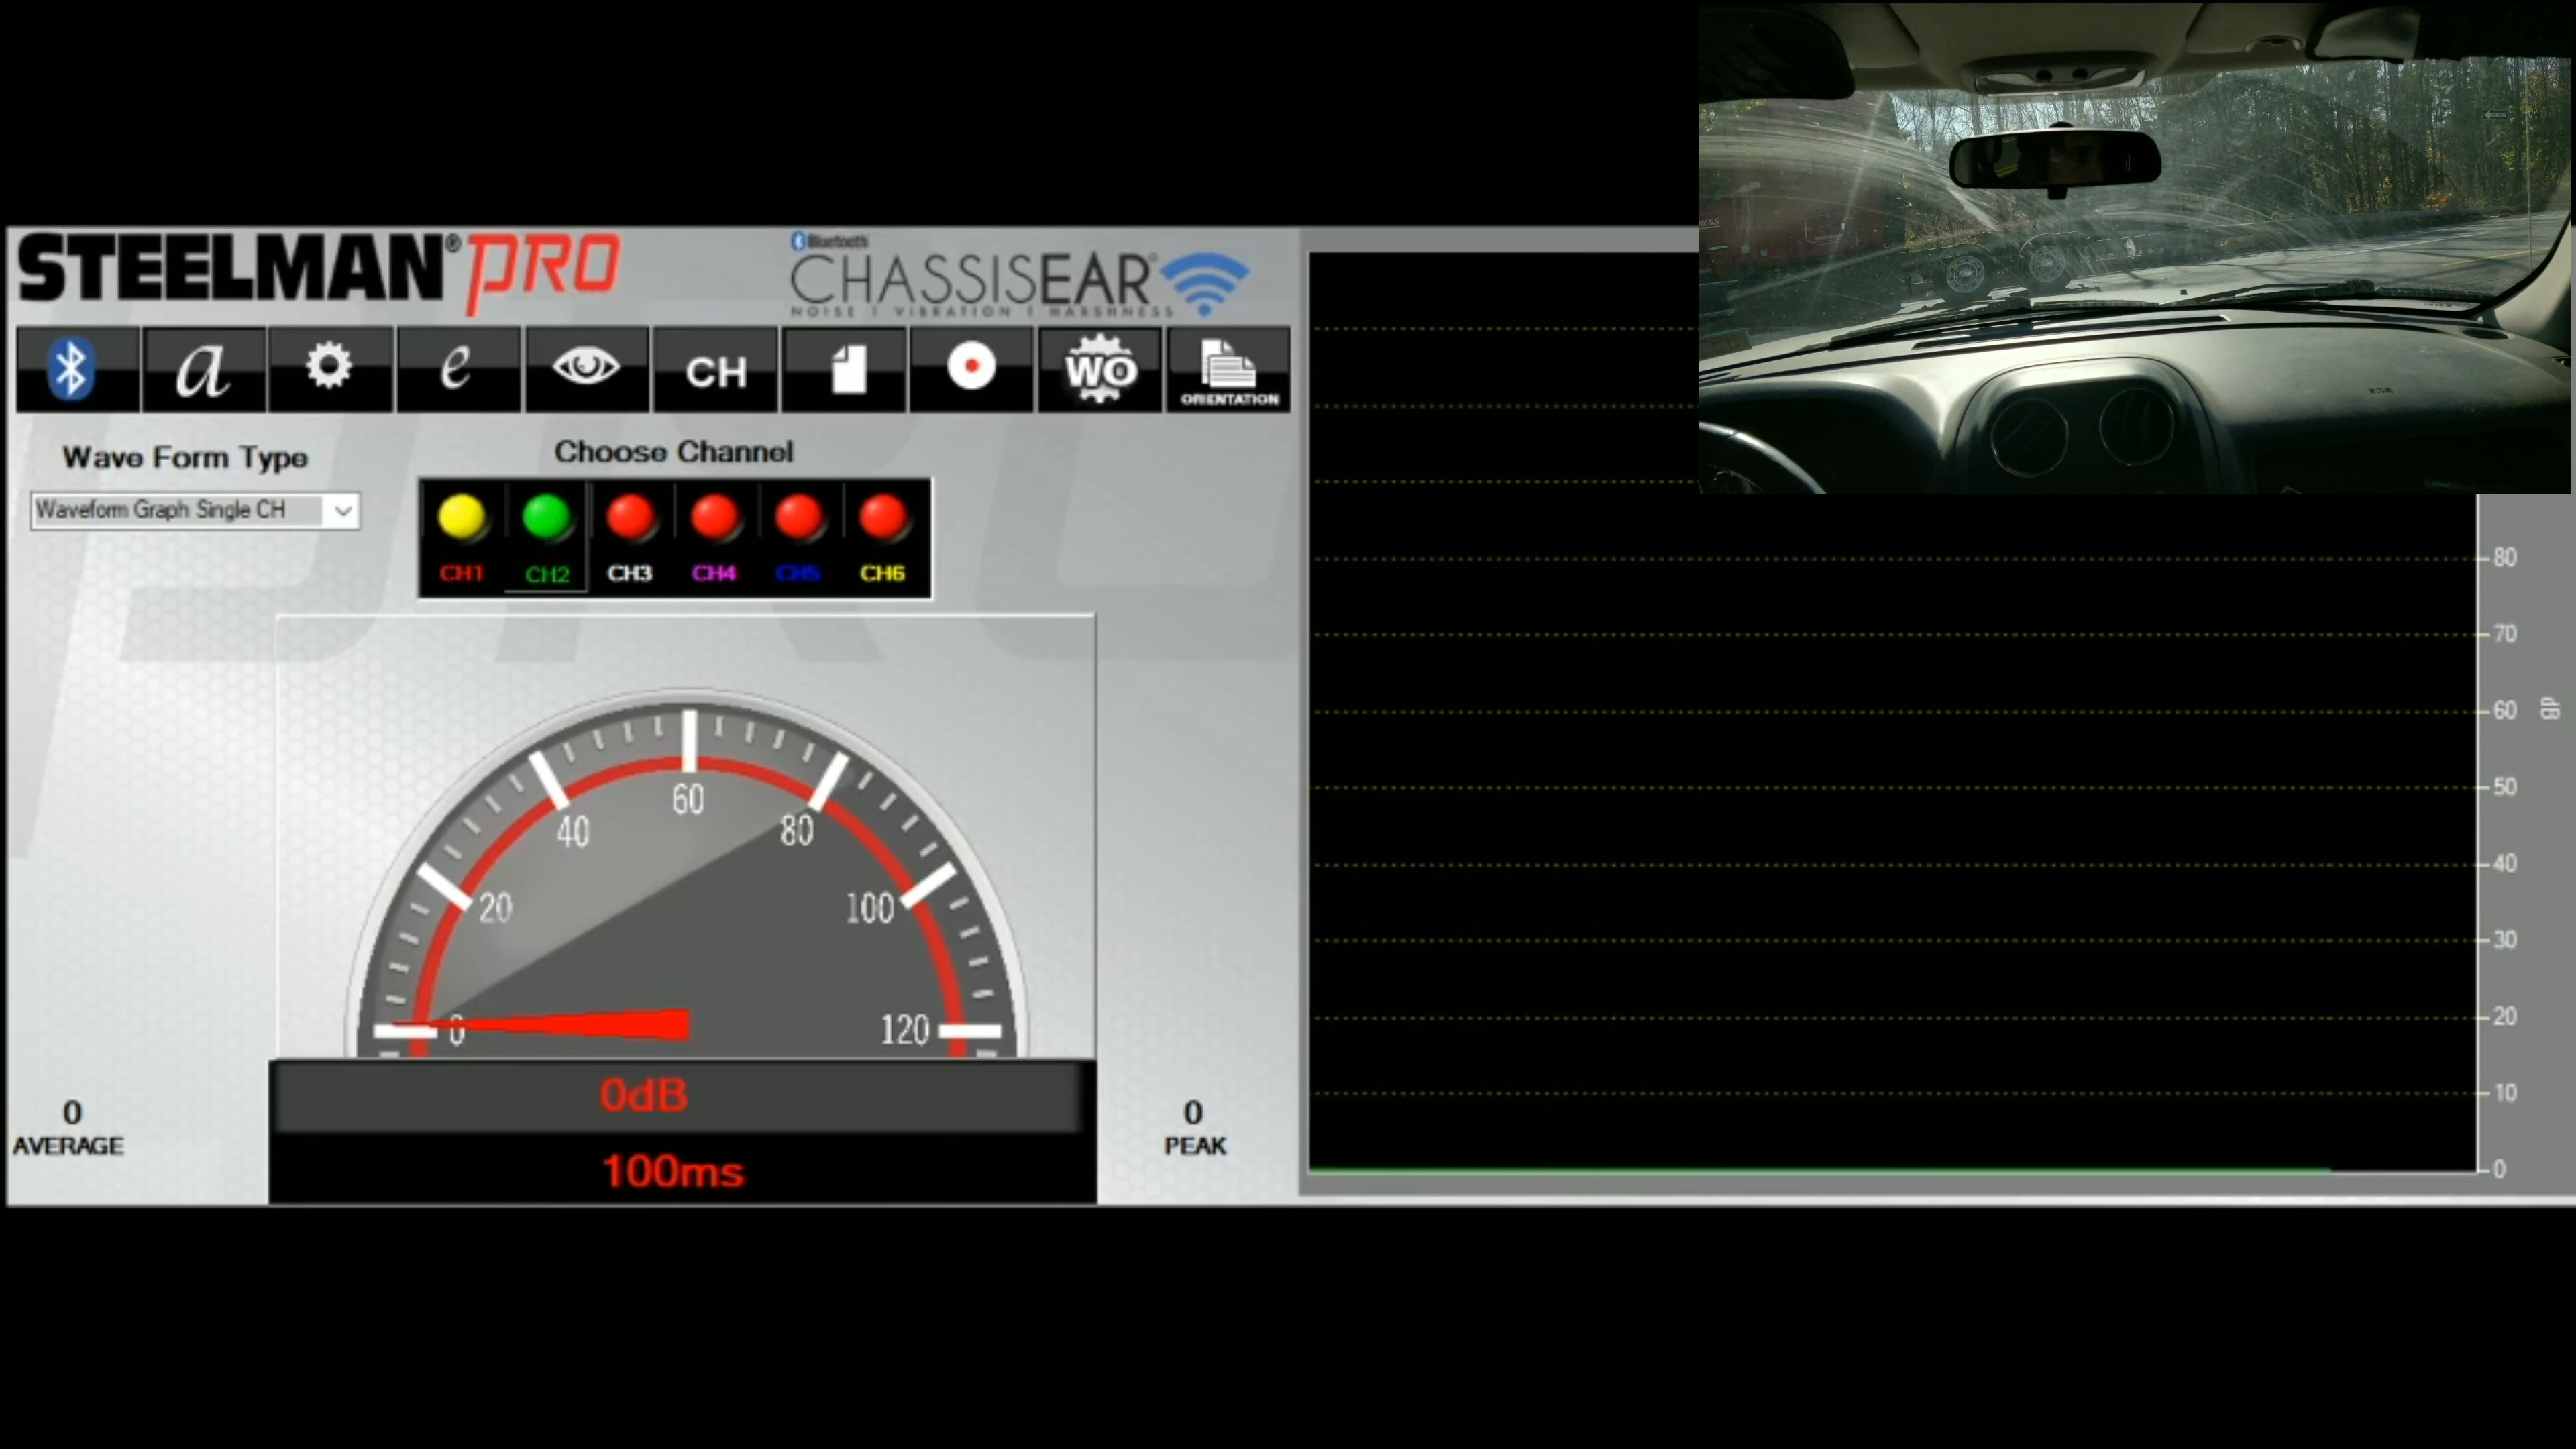 STEELMAN® PRO
Bluetooth
CHASSISEAR®
NOISE | VIBRATION | HARSHNESS
a
e
CH
WO
ORIENTATION
Wave Form Type
Choose Channel
Waveform Graph Single CH
CH1 CH2 CH3 CH4 CH5 CH6
0 20 40 60 80 100 120
0dB
100ms
0
AVERAGE
0
PEAK
80
70
60
50
40
30
20
10
0
dB